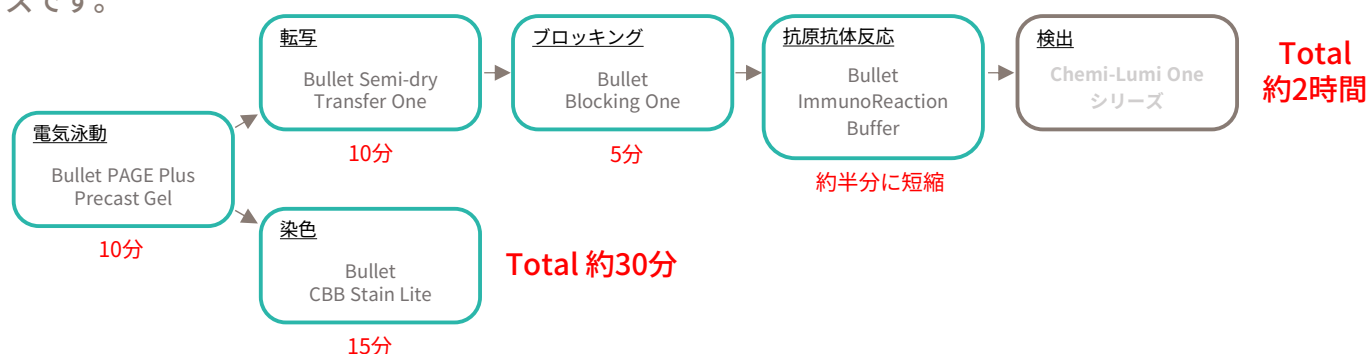 ズです。
電気泳動
Bullet PAGE Plus
Precast Gel
10分
転写
Bullet Semi-dry
Transfer One
10分
ブロッキング
Bullet
Blocking One
5分
抗原抗体反応
Bullet
ImmunoReaction
Buffer
約半分に短縮
検出
Chemi-Lumi One
シリーズ
Total
約2時間
染色
Bullet
CBB Stain Lite
15分
Total 約30分